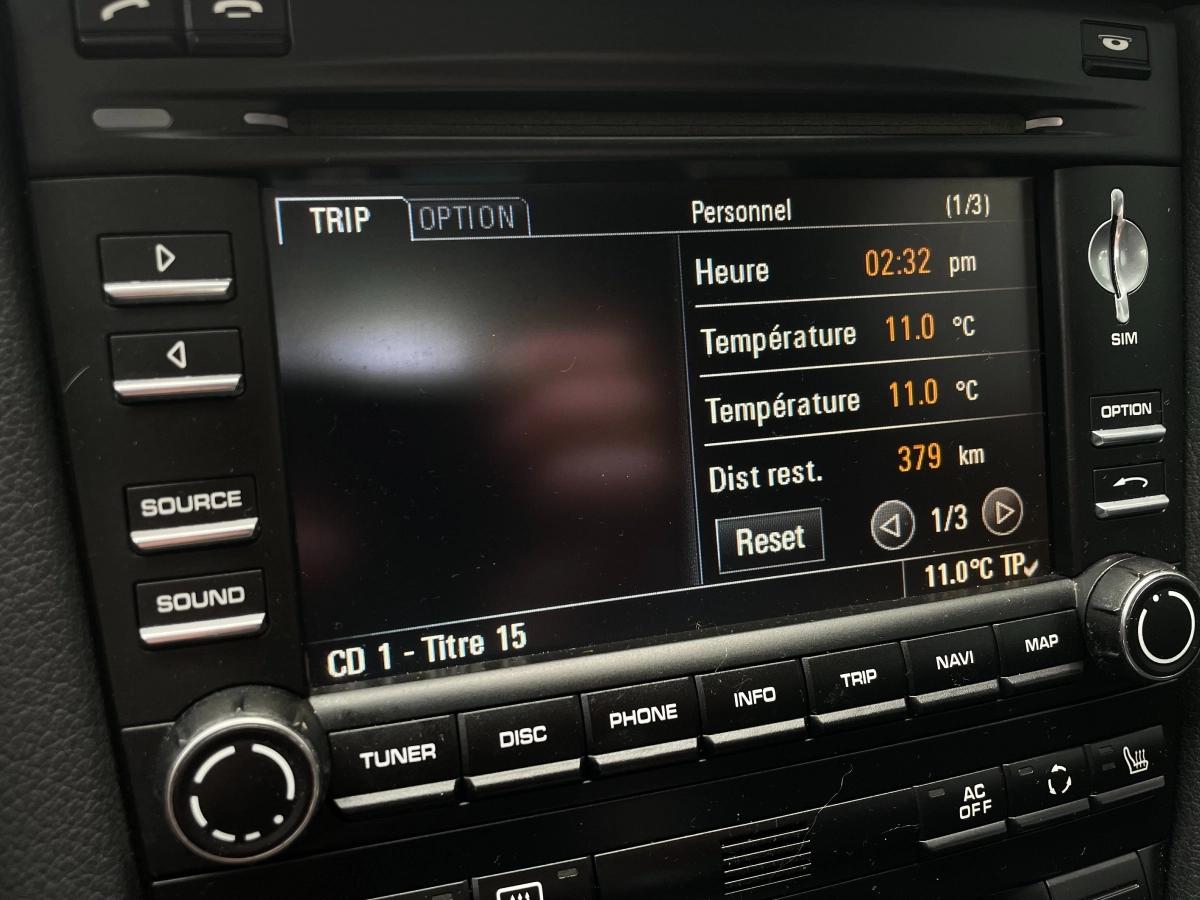 TRIP OPTION Personnel (1/3)
Heure 02:32 pm
Température 11.0 °C
Température 11.0 °C
Dist rest. 379 km
Reset 1/3
11.0°C TP
CD 1 - Titre 15
SOURCE
SOUND
SIM
OPTION
TUNER DISC PHONE INFO TRIP NAVI MAP
AC
OFF